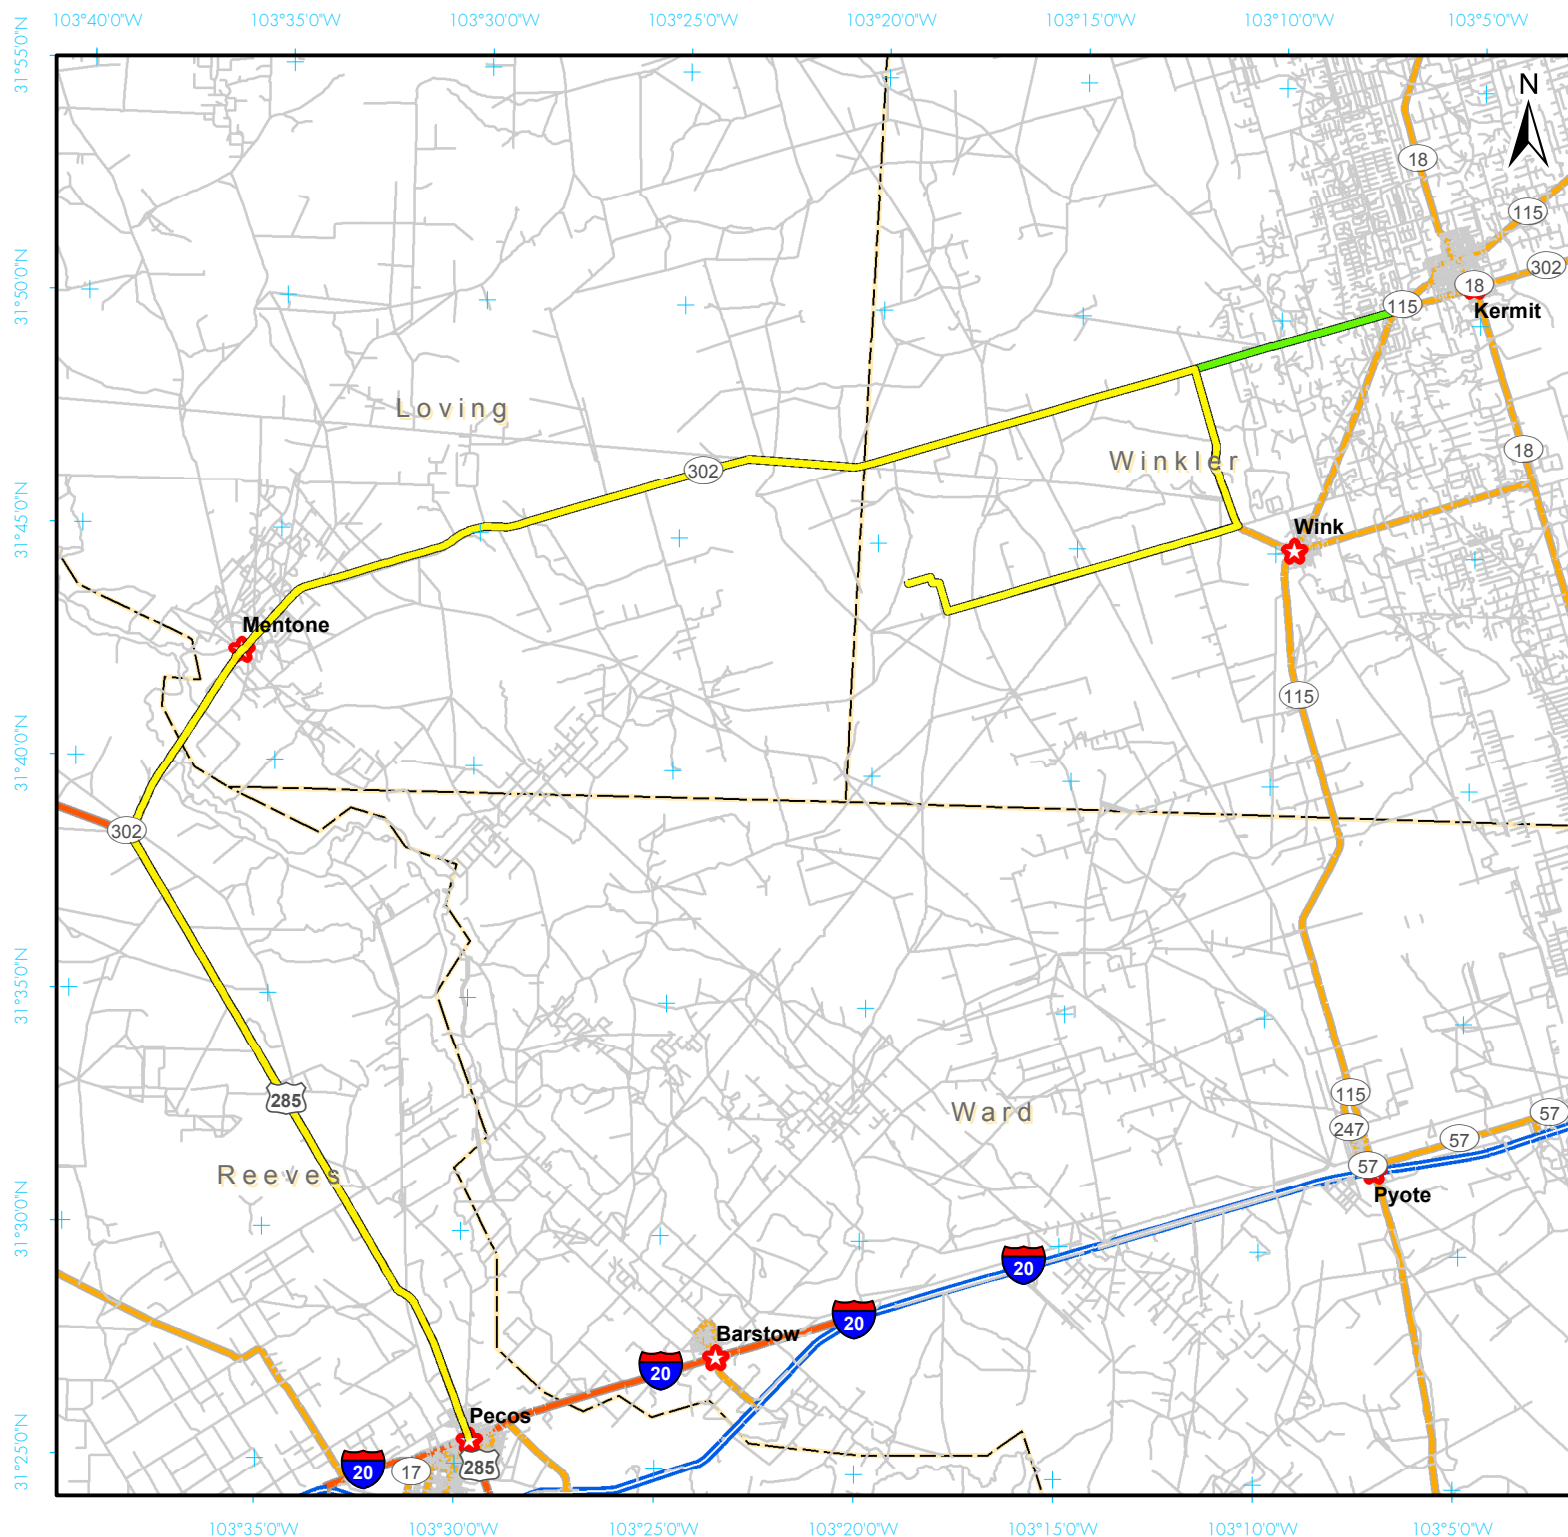 103°40'0"W 103°35'0"W 103°30'0"W 103°25'0"W 103°20'0"W 103°15'0"W 103°10'0"W 103°5'0"W
31°55'0"N
N
18
115
302
31°50'0"N
18
115
Kermit
Loving
302
Winkler
18
31°45'0"N
Wink
Mentone
115
31°40'0"N
302
31°35'0"N
285
115
Ward
57
247
57
57
Reeves
Pyote
31°30'0"N
20
20
Barstow
20
Pecos
31°25'0"N
20
17
285
103°35'0"W 103°30'0"W 103°25'0"W 103°20'0"W 103°15'0"W 103°10'0"W 103°5'0"W